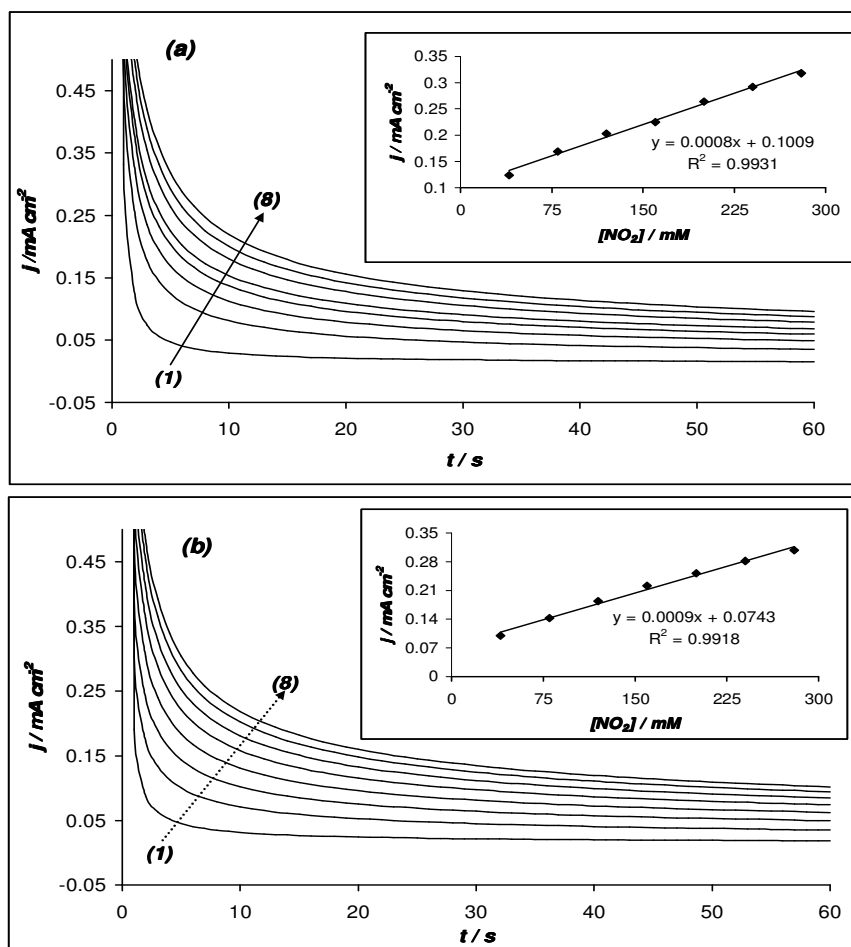 (a)
j /mA cm-2
0.45
0.35
0.25
0.15
0.05
-0.05
(8)
(1)
0 10 20 30 40 50 60
t / s
j / mA cm-2
0.35
0.3
0.25
0.2
0.15
0.1
y = 0.0008x + 0.1009
R² = 0.9931
0 75 150 225 300
[NO₂] / mM
(b)
j / mA cm-2
0.45
0.35
0.25
0.15
0.05
-0.05
(8)
(1)
0 10 20 30 40 50 60
t / s
j / mA cm-2
0.35
0.28
0.21
0.14
0.07
0
y = 0.0009x + 0.0743
R² = 0.9918
0 75 150 225 300
[NO₂] / mM